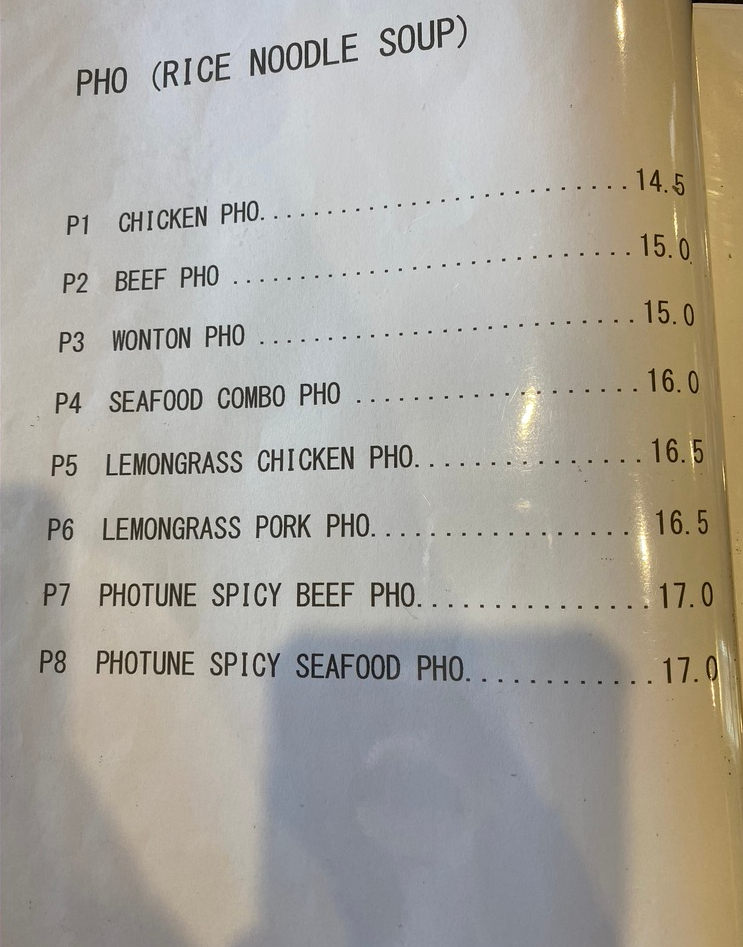 PHO (RICE NOODLE SOUP)
P1 CHICKEN PHO..............................14.5
P2 BEEF PHO ..............................15.0
P3 WONTON PHO .............................15.0
P4 SEAFOOD COMBO PHO ......................16.0
P5 LEMONGRASS CHICKEN PHO.................16.5
P6 LEMONGRASS PORK PHO....................16.5
P7 PHOTUNE SPICY BEEF PHO.................17.0
P8 PHOTUNE SPICY SEAFOOD PHO.............17.0